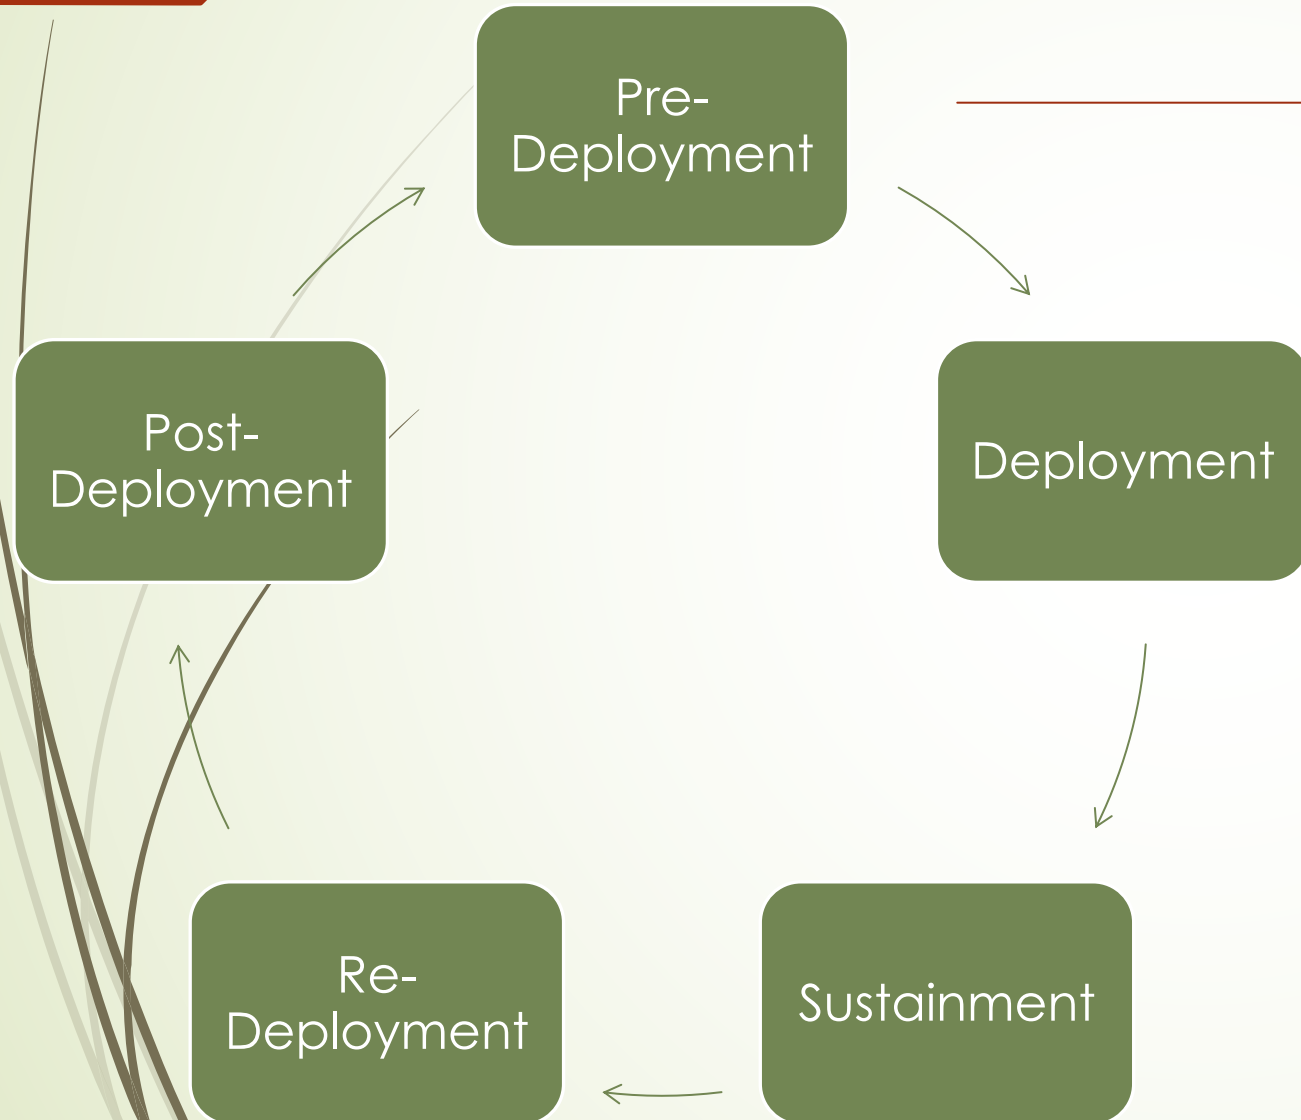 Pre-
Deployment
Deployment
Sustainment
Re-
Deployment
Post-
Deployment